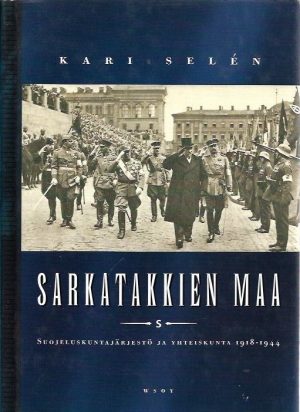 KARI SELÉN
SARKATAKKIEN MAA
S
SUOJELUSKUNTAJÄRJESTÖ JA YHTEISKUNTA 1918-1944
WSOY